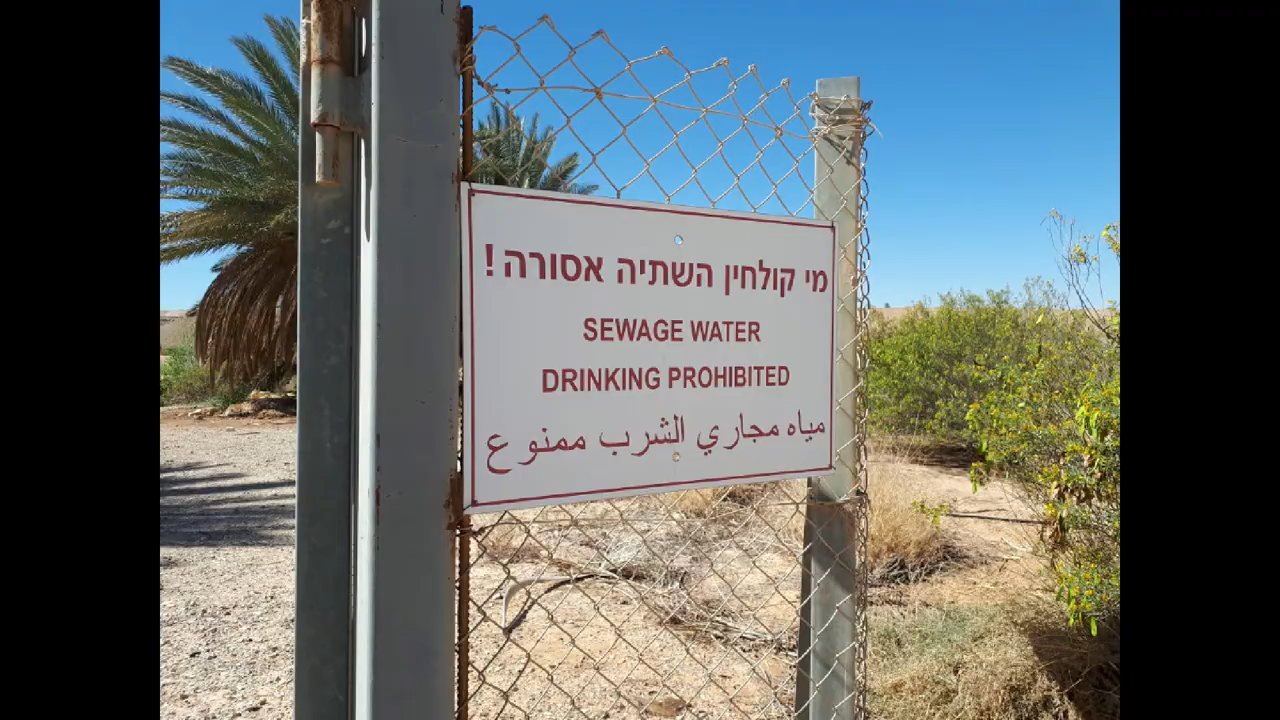 מי קולחין השתיה אסורה!
SEWAGE WATER
DRINKING PROHIBITED
مياه مجاري الشرب ممنوع